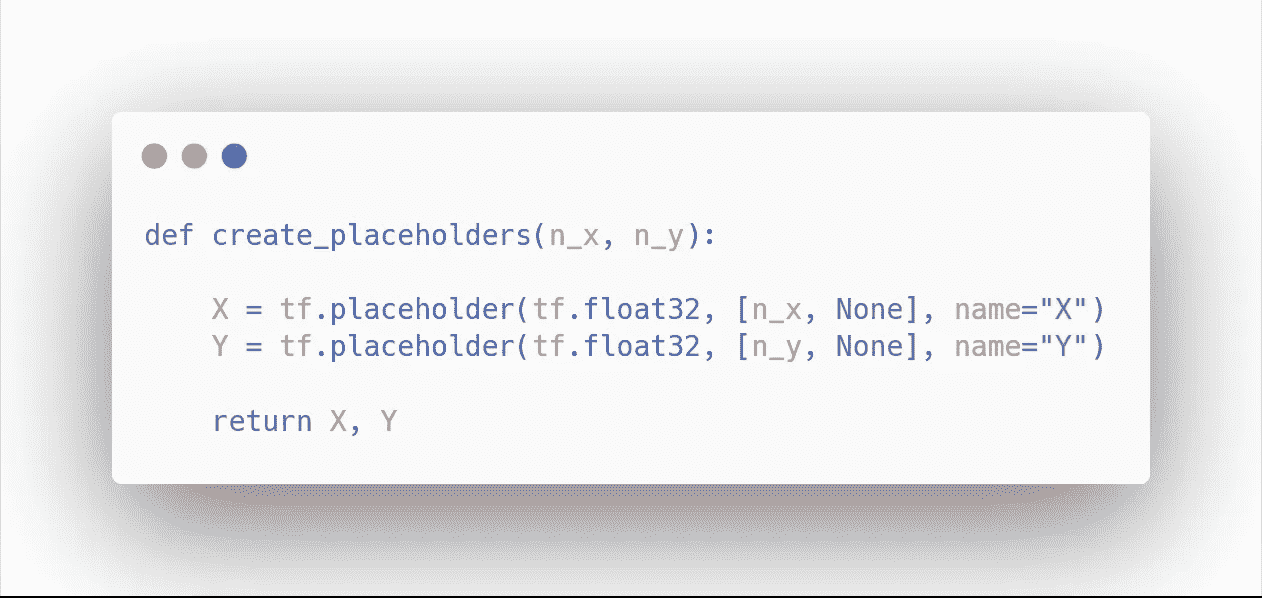 def create_placeholders(n_x, n_y):
    X = tf.placeholder(tf.float32, [n_x, None], name="X")
    Y = tf.placeholder(tf.float32, [n_y, None], name="Y")
    return X, Y